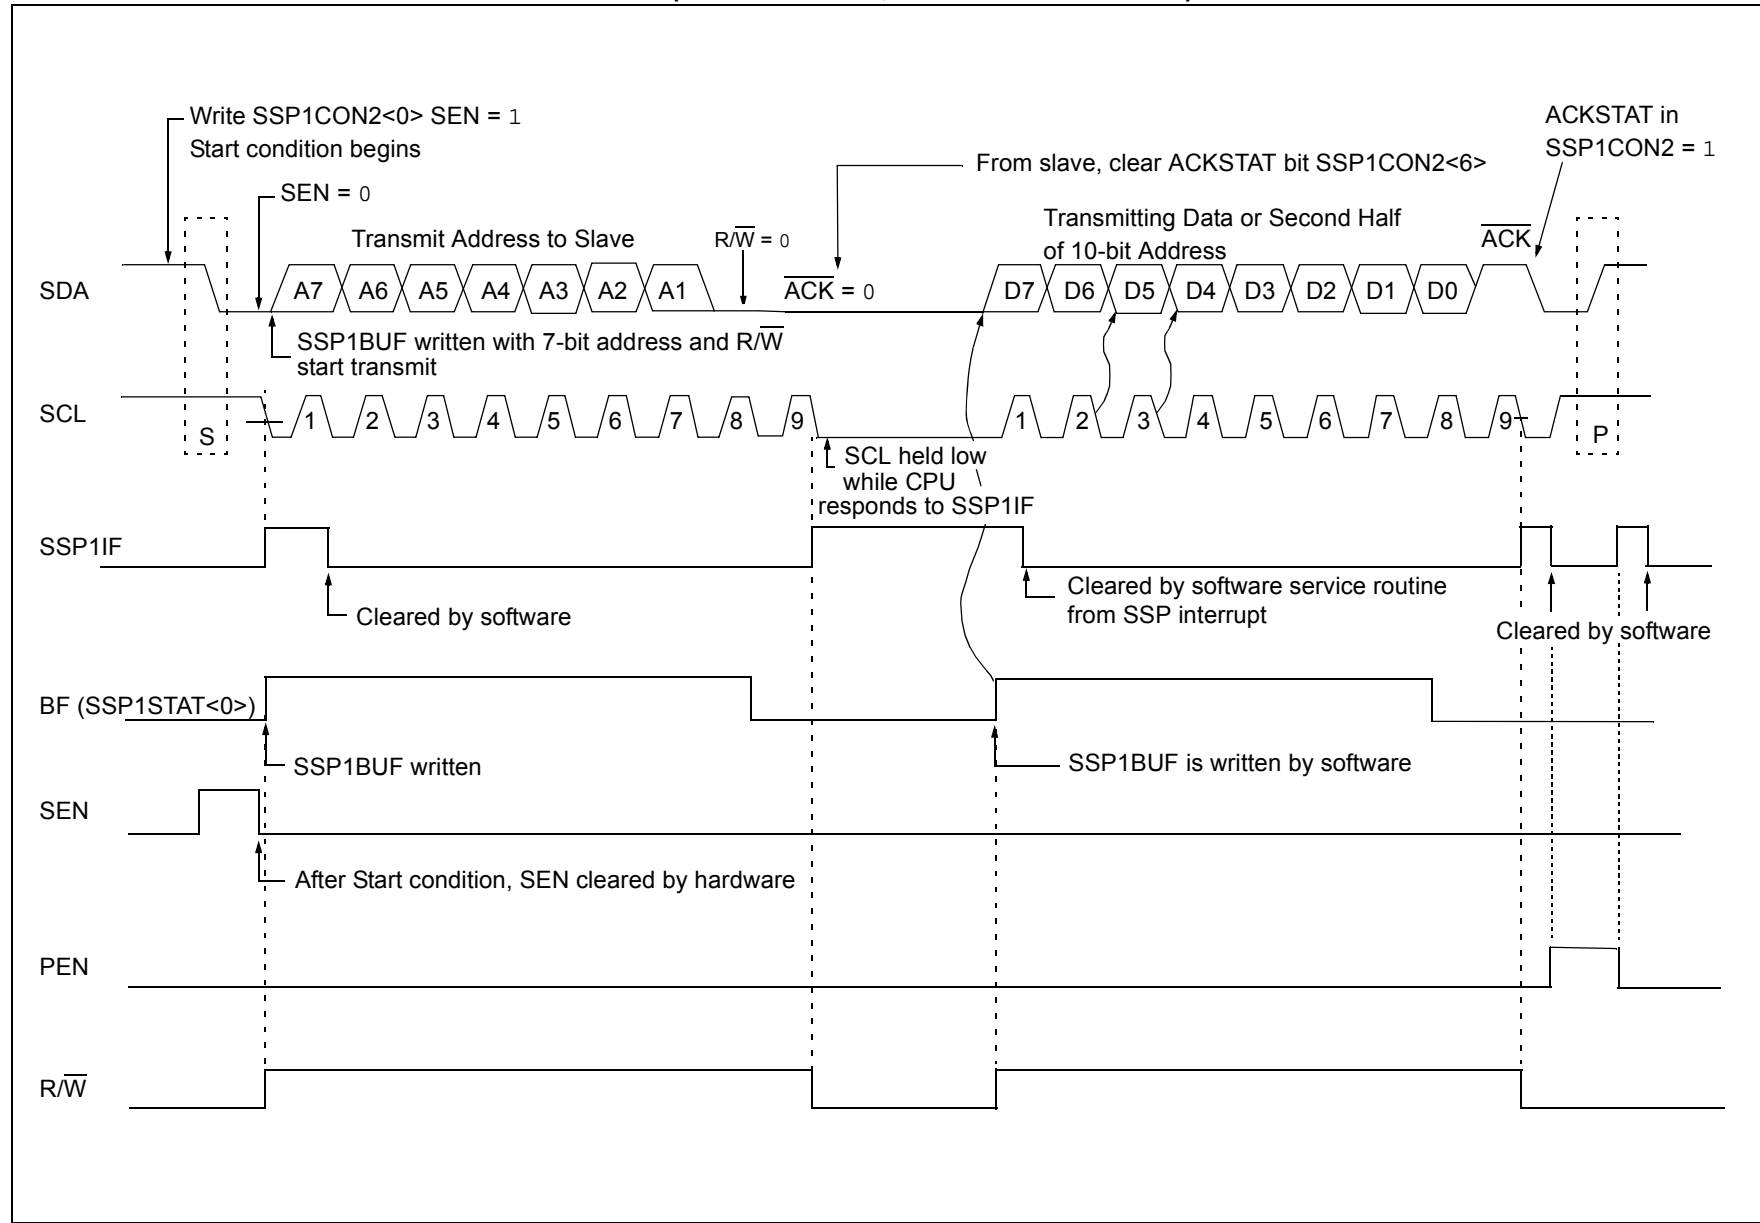 Write SSP1CON2<0> SEN = 1
Start condition begins
ACKSTAT in
SSP1CON2 = 1
From slave, clear ACKSTAT bit SSP1CON2<6>
SEN = 0
Transmit Address to Slave
R/W̅ = 0
Transmitting Data or Second Half
of 10-bit Address
A̅C̅K̅
SDA
A7 A6 A5 A4 A3 A2 A1
A̅C̅K̅ = 0
D7 D6 D5 D4 D3 D2 D1 D0
SSP1BUF written with 7-bit address and R/W̅
start transmit
SCL
S
1 2 3 4 5 6 7 8 9
1 2 3 4 5 6 7 8 9
P
SCL held low
while CPU
responds to SSP1IF
SSP1IF
Cleared by software
Cleared by software service routine
from SSP interrupt
Cleared by software
BF (SSP1STAT<0>)
SSP1BUF written
SSP1BUF is written by software
SEN
After Start condition, SEN cleared by hardware
PEN
R/W̅